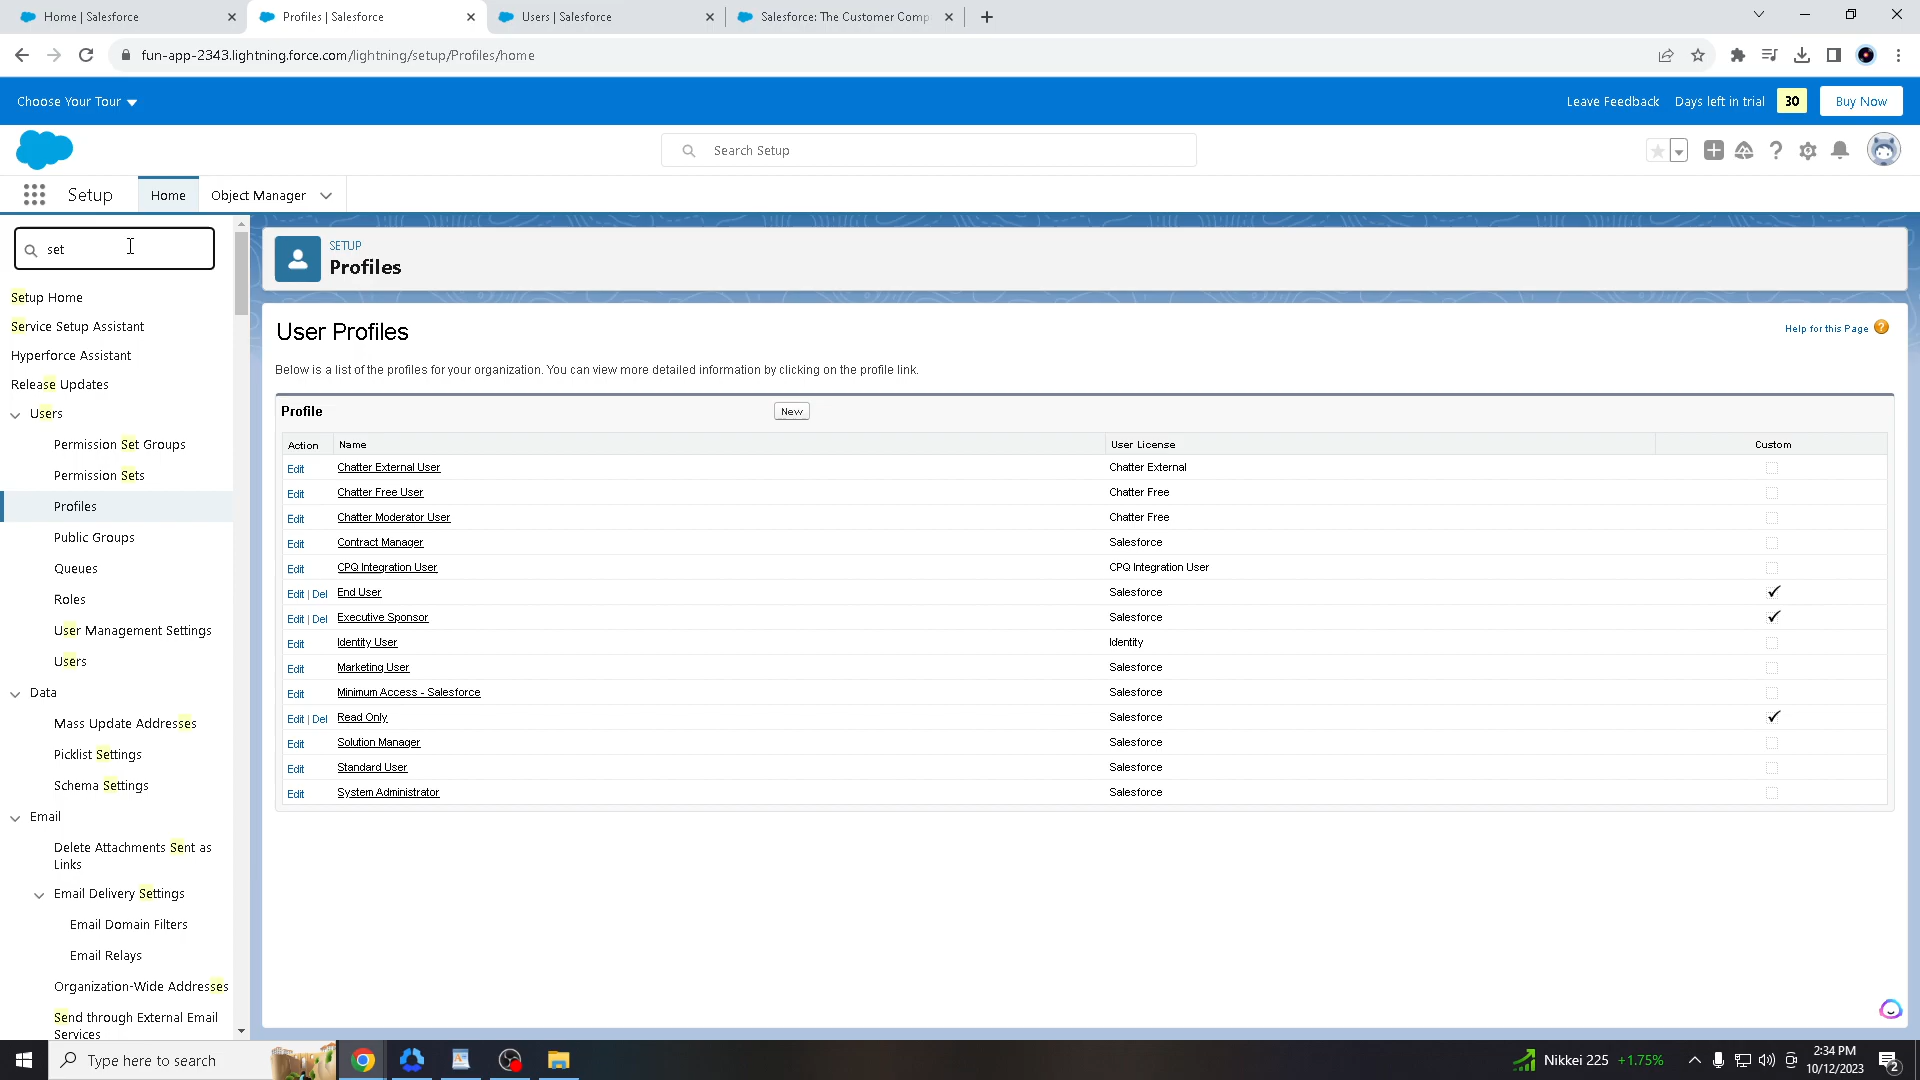 Home | Salesforce
Profiles | Salesforce
Users | Salesforce
Salesforce: The Customer Comp
fun-app-2343.lightning.force.com/lightning/setup/Profiles/home
Choose Your Tour
Leave Feedback
Days left in trial
30
Buy Now
Search Setup
Setup
Home
Object Manager
set
Setup Home
Service Setup Assistant
Hyperforce Assistant
Release Updates
Users
Permission Set Groups
Permission Sets
Profiles
Public Groups
Queues
Roles
User Management Settings
Users
Data
Mass Update Addresses
Picklist Settings
Schema Settings
Email
Delete Attachments Sent as
Links
Email Delivery Settings
Email Domain Filters
Email Relays
Organization-Wide Addresses
Send through External Email
Services
SETUP
Profiles
User Profiles
Help for this Page
Below is a list of the profiles for your organization. You can view more detailed information by clicking on the profile link.
Profile
New
Action Name User License Custom
Edit Chatter External User Chatter External
Edit Chatter Free User Chatter Free
Edit Chatter Moderator User Chatter Free
Edit Contract Manager Salesforce
Edit CPQ Integration User CPQ Integration User
Edit | Del End User Salesforce
Edit | Del Executive Sponsor Salesforce
Edit Identity User Identity
Edit Marketing User Salesforce
Edit Minimum Access - Salesforce Salesforce
Edit | Del Read Only Salesforce
Edit Solution Manager Salesforce
Edit Standard User Salesforce
Edit System Administrator Salesforce
Type here to search
Nikkei 225 +1.75%
2:34 PM
10/12/2023
2